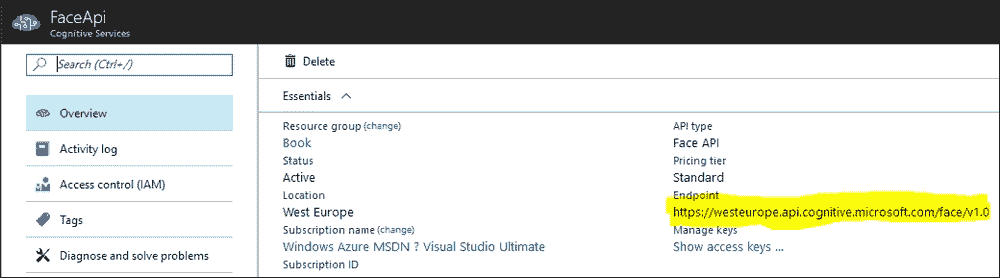 FaceApi
Cognitive Services
Search (Ctrl+/)
Overview
Activity log
Access control (IAM)
Tags
Diagnose and solve problems
Delete
Essentials
Resource group (change)
Book
Status
Active
Location
West Europe
Subscription name (change)
Windows Azure MSDN ? Visual Studio Ultimate
Subscription ID
API type
Face API
Pricing tier
Standard
Endpoint
https://westeurope.api.cognitive.microsoft.com/face/v1.0
Manage keys
Show access keys ...